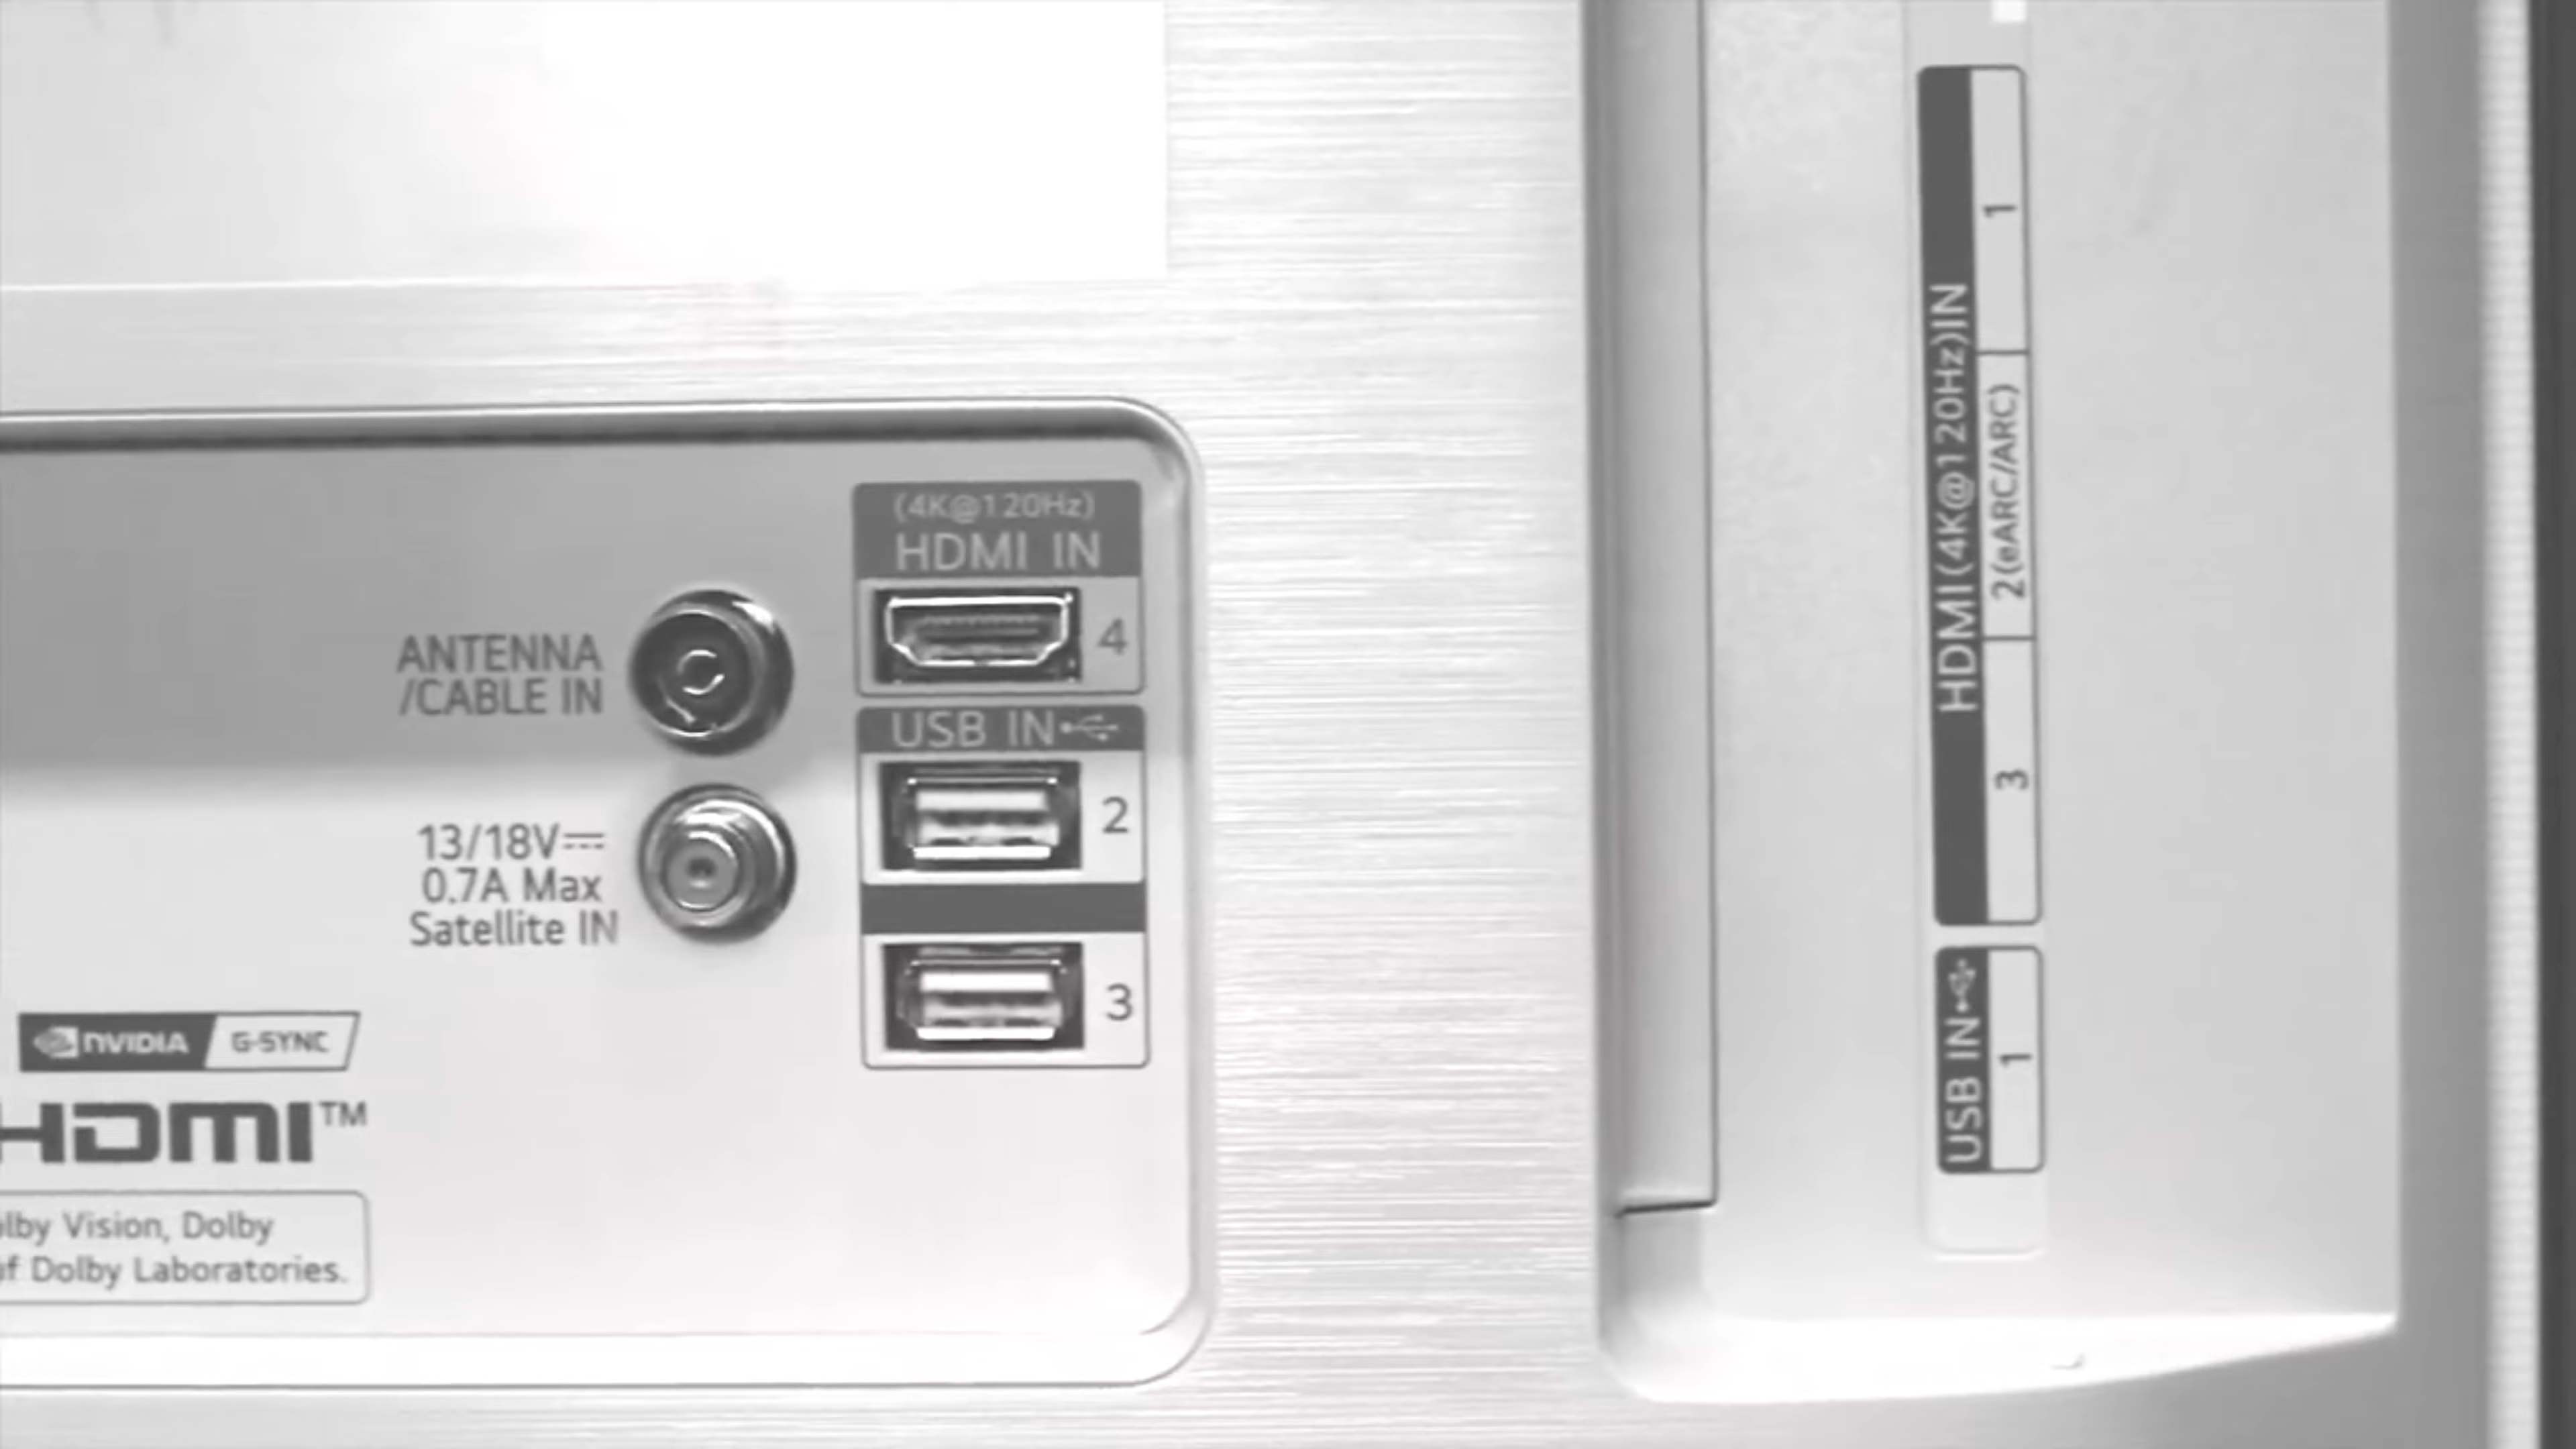 (4K@120Hz)
HDMI IN
4
ANTENNA
/CABLE IN
USB IN
2
13/18V⎓
0.7A Max
Satellite IN
3
NVIDIA G-SYNC
HDMI™
Vision, Dolby
of Dolby Laboratories.
HDMI(4K@120Hz)IN
1
2(eARC/ARC)
3
USB IN
1